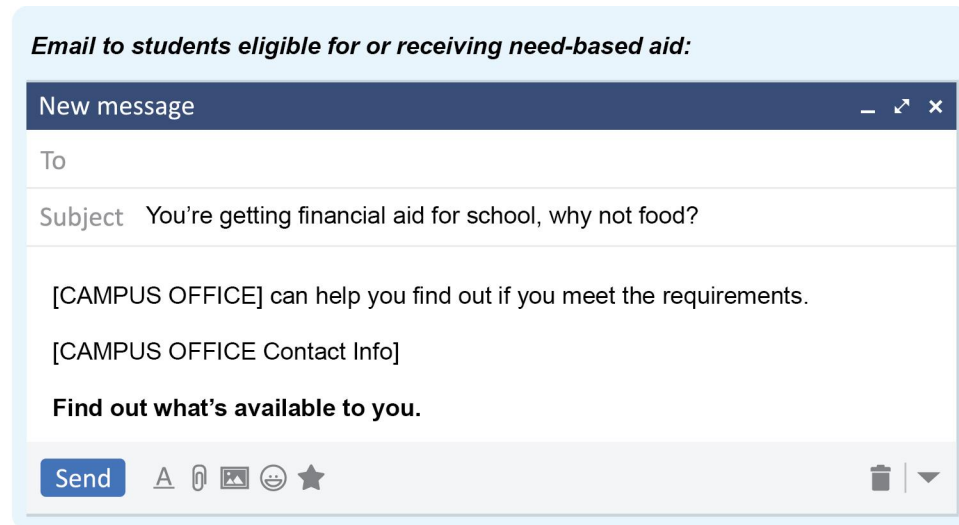 Email to students eligible for or receiving need-based aid:
New message
To
Subject You’re getting financial aid for school, why not food?
[CAMPUS OFFICE] can help you find out if you meet the requirements.
[CAMPUS OFFICE Contact Info]
Find out what’s available to you.
Send A